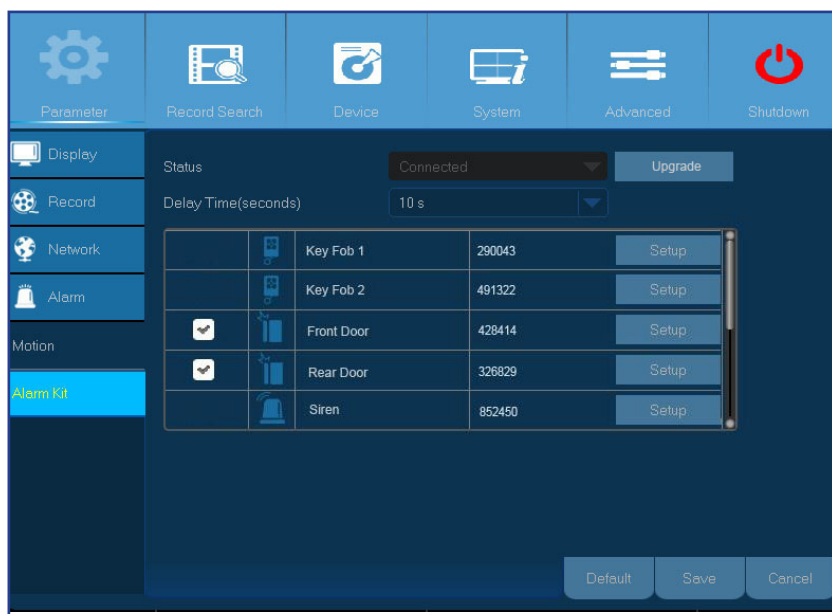 Parameter
Record Search
Device
System
Advanced
Shutdown
Display
Record
Network
Alarm
Motion
Alarm Kit
Status Connected Upgrade
Delay Time(seconds) 10 s
Key Fob 1 290043 Setup
Key Fob 2 491322 Setup
Front Door 428414 Setup
Rear Door 326829 Setup
Siren 852450 Setup
Default Save Cancel